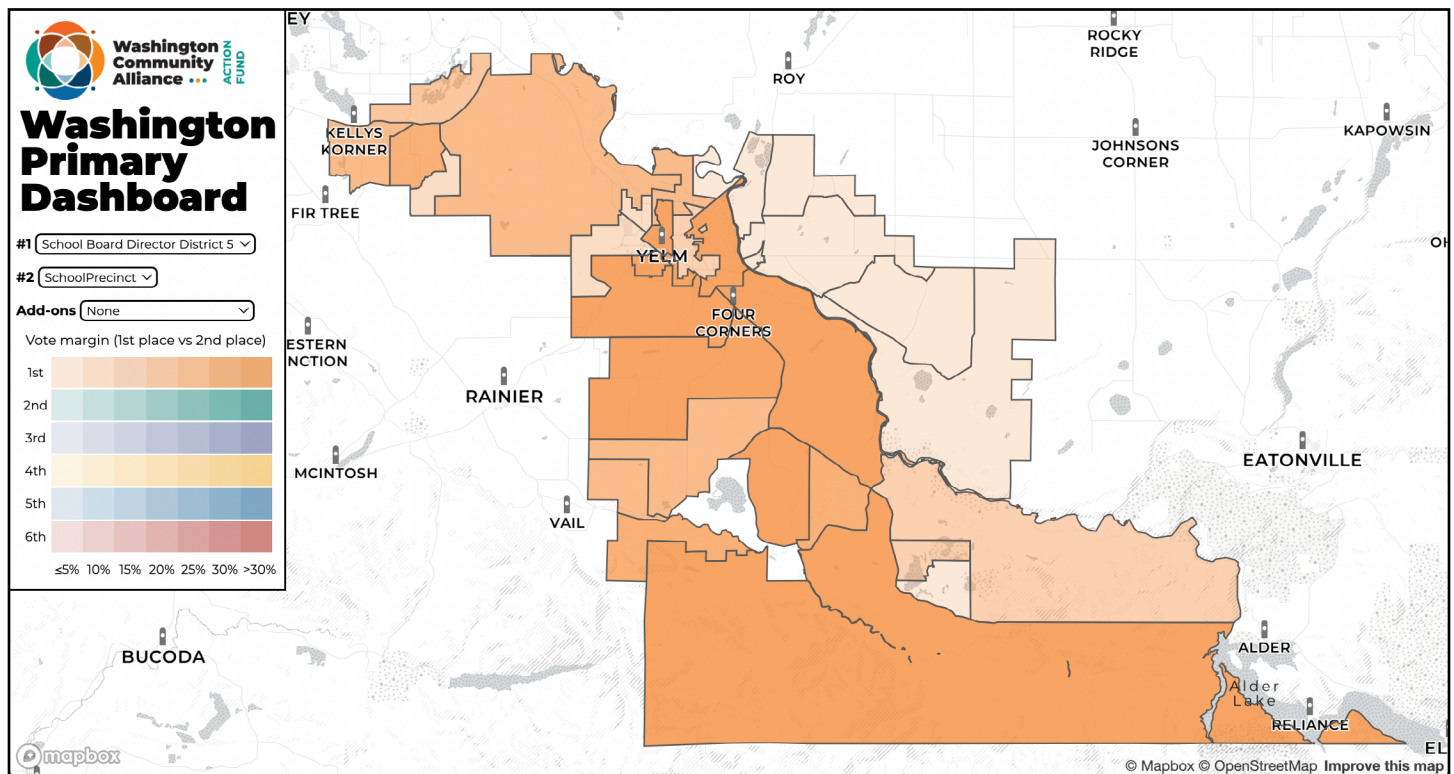 Washington
Community
Alliance
ACTION
FUND
Washington
Primary
Dashboard
#1 School Board Director District 5
#2 SchoolPrecinct
Add-ons None
Vote margin (1st place vs 2nd place)
1st
2nd
3rd
4th
5th
6th
≤5% 10% 15% 20% 25% 30% >30%
EY
ROCKY
RIDGE
ROY
KELLYS
KORNER
KAPOWSIN
JOHNSONS
CORNER
FIR TREE
YELM
FOUR
CORNERS
ESTERN
NCTION
RAINIER
MCINTOSH
EATONVILLE
VAIL
BUCODA
ALDER
Alder
Lake
RELIANCE
EL
mapbox
© Mapbox © OpenStreetMap Improve this map